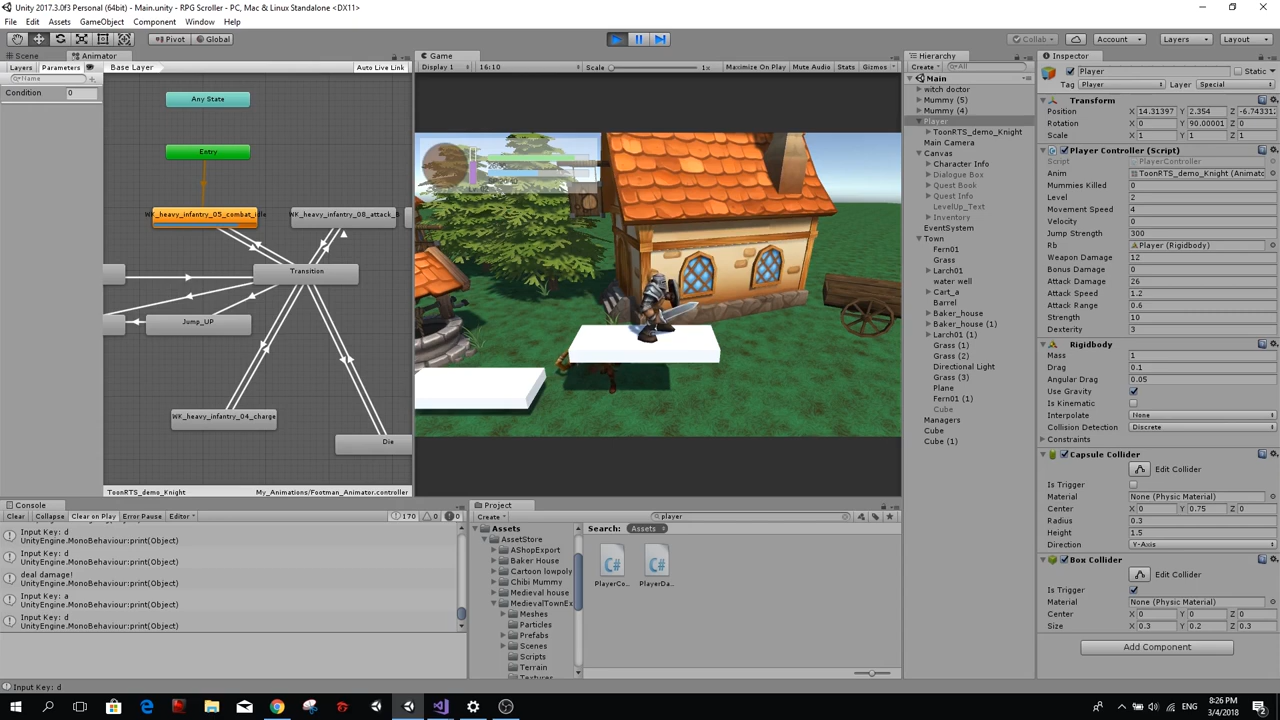 Unity 2017.3.0f3 Personal (64bit) - Main.unity - RPG Scroller - PC, Mac & Linux Standalone <DX11>
File Edit Assets GameObject Component Window Help
Pivot Global
Collab Account Layers Layout
Scene Animator
Layers Parameters Base Layer Auto Live Link
Name
Condition 0
Any State
Entry
WK_heavy_infantry_05_combat_idle
WK_heavy_infantry_08_attack_B
Transition
Jump_UP
WK_heavy_infantry_04_charge
Die
ToonRTS_demo_Knight My_Animations/Footman_Animator.controller
Game
Display 1 16:10 Scale 1x Maximize On Play Mute Audio Stats Gizmos
Hierarchy
Create All
Main
witch doctor
Mummy (5)
Mummy (4)
Player
ToonRTS_demo_Knight
Main Camera
Canvas
Character Info
Dialogue Box
Quest Book
Quest Info
LevelUp_Text
Inventory
EventSystem
Town
Fern01
Grass
Larch01
water well
Cart_a
Barrel
Baker_house
Baker_house (1)
Larch01 (1)
Grass (1)
Grass (2)
Directional Light
Grass (3)
Plane
Fern01 (1)
Cube
Managers
Cube
Cube (1)
Inspector
Player Static
Tag Player Layer Special
Transform
Position X 14.31397 Y 2.354 Z -6.74331
Rotation X 0 Y 90.00001 Z 0
Scale X 1 Y 1 Z 1
Player Controller (Script)
Script PlayerController
Anim ToonRTS_demo_Knight (Animato
Mummies Killed 0
Level 2
Movement Speed 4
Velocity 0
Jump Strength 300
Rb Player (Rigidbody)
Weapon Damage 12
Bonus Damage 0
Attack Damage 26
Attack Speed 1.2
Attack Range 0.6
Strength 10
Dexterity 3
Rigidbody
Mass 1
Drag 0.1
Angular Drag 0.05
Use Gravity
Is Kinematic
Interpolate None
Collision Detection Discrete
Constraints
Capsule Collider
Edit Collider
Is Trigger
Material None (Physic Material)
Center X 0 Y 0.75 Z 0
Radius 0.3
Height 1.5
Direction Y-Axis
Box Collider
Edit Collider
Is Trigger
Material None (Physic Material)
Center X 0 Y 0 Z 0
Size X 0.3 Y 0.2 Z 0.3
Add Component
Console
Clear Collapse Clear on Play Error Pause Editor 170 0 0
UnityEngine.MonoBehaviour:print(Object)
Input Key: d
UnityEngine.MonoBehaviour:print(Object)
Input Key: d
UnityEngine.MonoBehaviour:print(Object)
deal damage!
UnityEngine.MonoBehaviour:print(Object)
Input Key: a
UnityEngine.MonoBehaviour:print(Object)
Input Key: d
UnityEngine.MonoBehaviour:print(Object)
Input Key: d
Project
Create player
Assets
AssetStore
AShopExport
Baker House
Cartoon lowpoly
Chibi Mummy
Medieval house
MedievalTownEx
Meshes
Particles
Prefabs
Scenes
Scripts
Terrain
Textures
Search: Assets
C# C#
PlayerCo... PlayerDa...
ENG 8:26 PM
3/4/2018 2